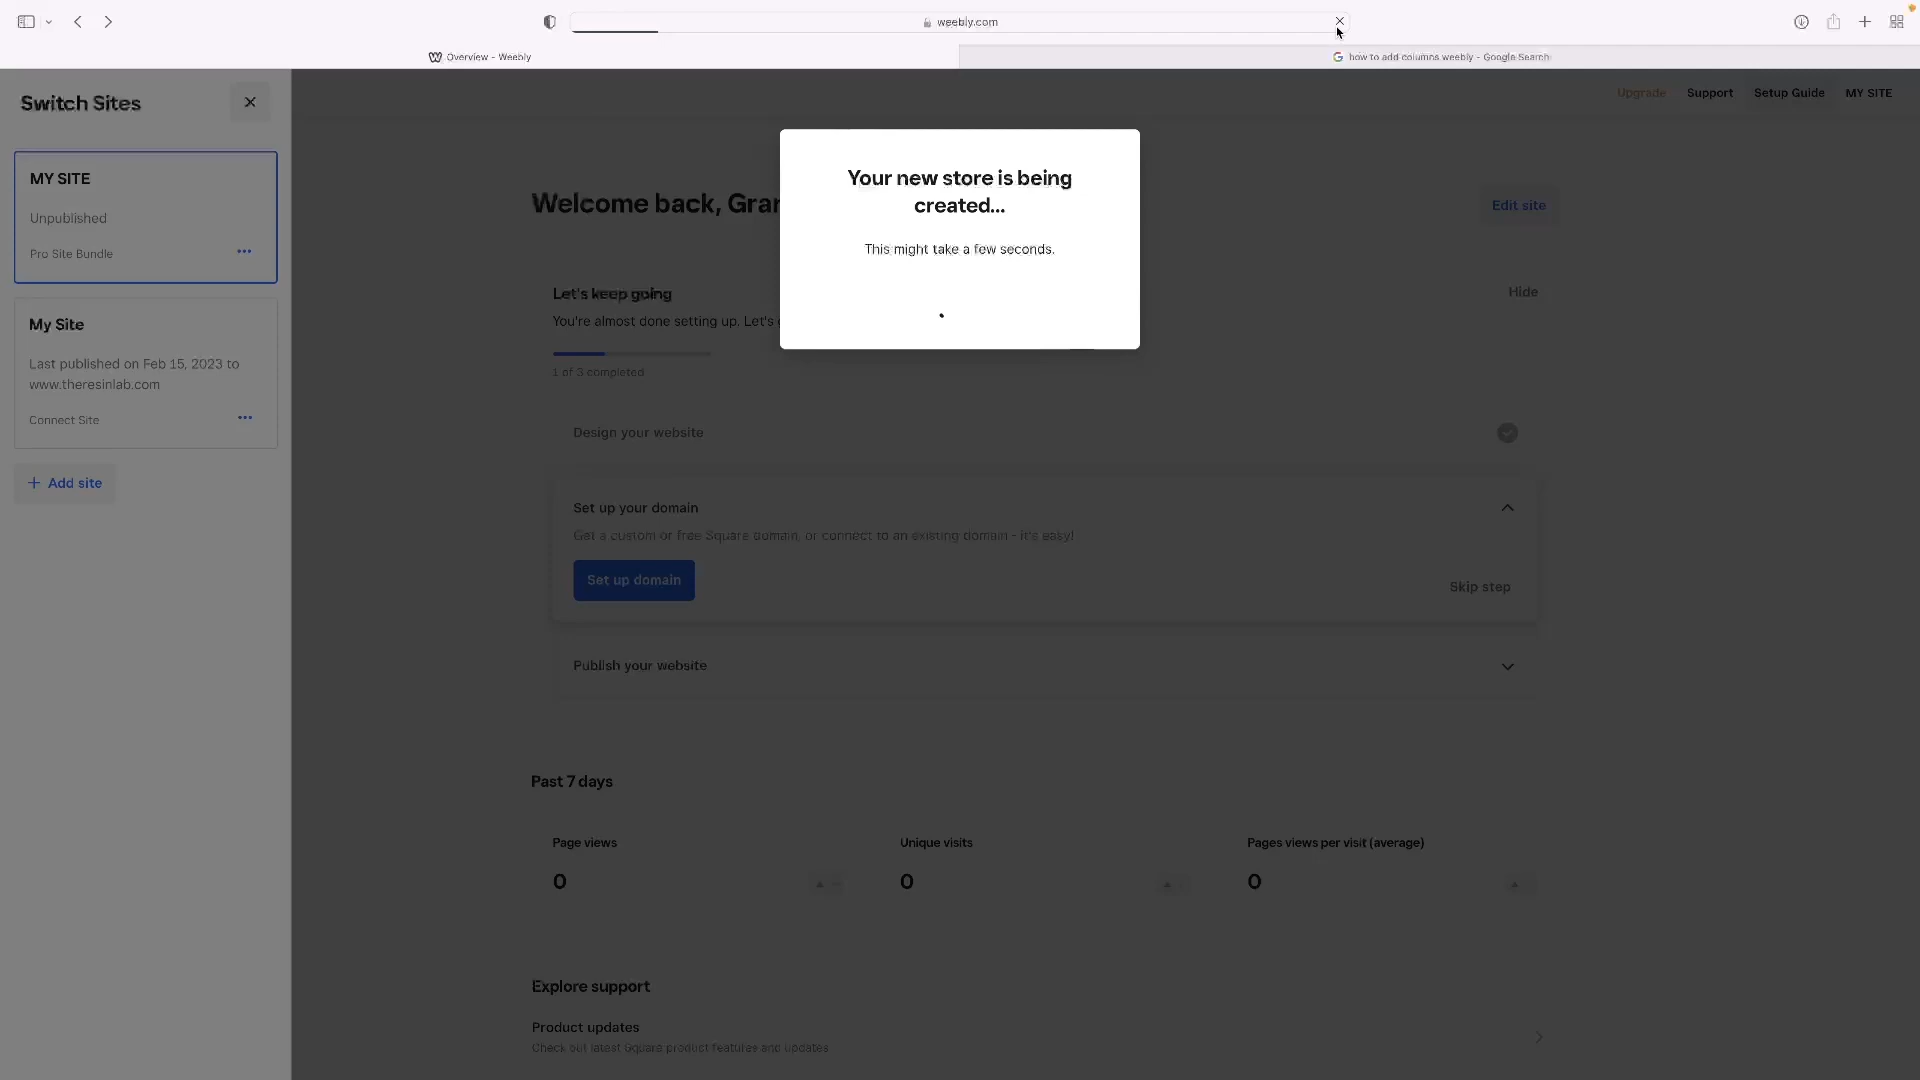 weebly.com
Overview - Weebly
how to add columns weebly - Google Search
Switch Sites
Upgrade
Support
Setup Guide
MY SITE
MY SITE
Unpublished
Pro Site Bundle
My Site
Last published on Feb 15, 2023 to
www.theresinlab.com
Connect Site
+ Add site
Your new store is being
created...
This might take a few seconds.
Welcome back, Gran
Edit site
Let's keep going
Hide
You're almost done setting up. Let's
1 of 3 completed
Design your website
Set up your domain
Get a custom or free Square domain, or connect to an existing domain - it's easy!
Set up domain
Skip step
Publish your website
Past 7 days
Page views
Unique visits
Pages views per visit (average)
0
0
0
Explore support
Product updates
Check out latest Square product features and updates